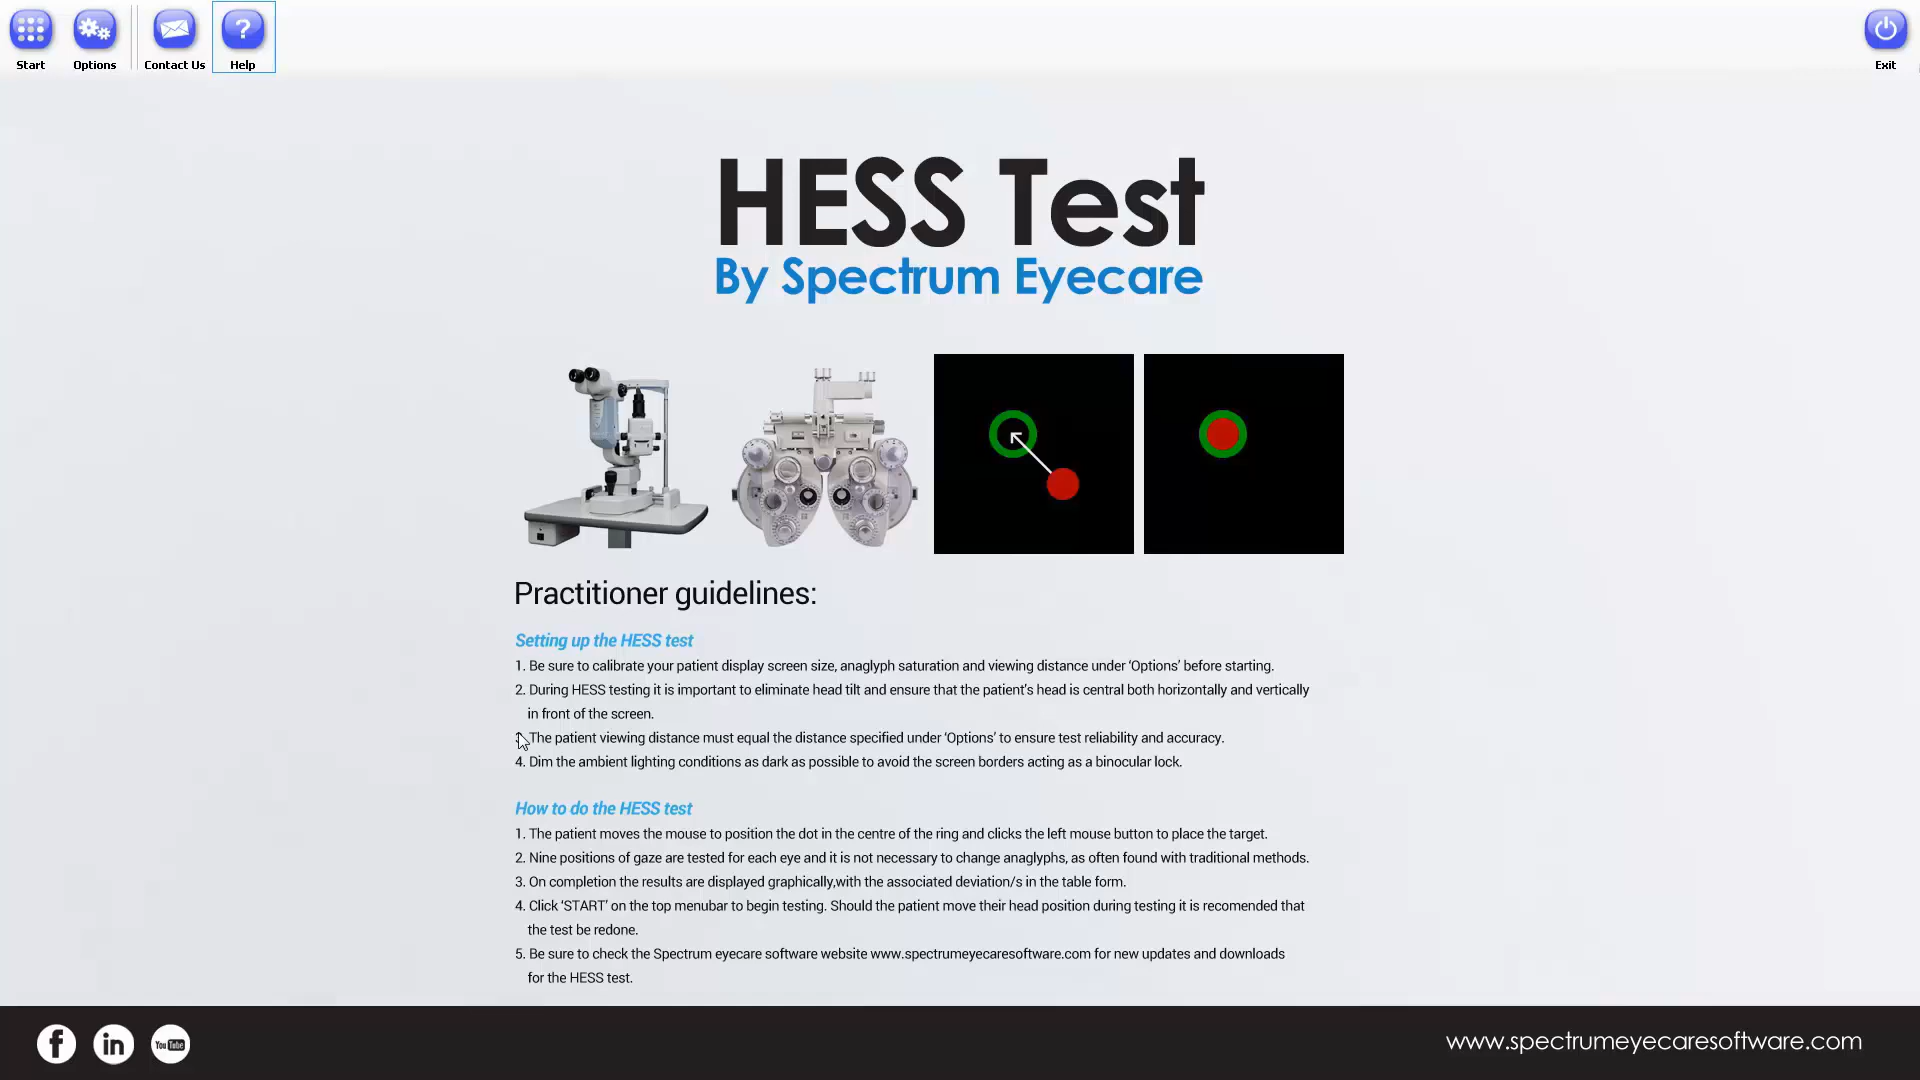 Start
Options
Contact Us
Help
Exit
HESS Test
By Spectrum Eyecare
Practitioner guidelines:
Setting up the HESS test
1. Be sure to calibrate your patient display screen size, anaglyph saturation and viewing distance under ‘Options’ before starting.
2. During HESS testing it is important to eliminate head tilt and ensure that the patient’s head is central both horizontally and vertically
in front of the screen.
3. The patient viewing distance must equal the distance specified under ‘Options’ to ensure test reliability and accuracy.
4. Dim the ambient lighting conditions as dark as possible to avoid the screen borders acting as a binocular lock.
How to do the HESS test
1. The patient moves the mouse to position the dot in the centre of the ring and clicks the left mouse button to place the target.
2. Nine positions of gaze are tested for each eye and it is not necessary to change anaglyphs, as often found with traditional methods.
3. On completion the results are displayed graphically,with the associated deviation/s in the table form.
4. Click ‘START’ on the top menubar to begin testing. Should the patient move their head position during testing it is recomended that
the test be redone.
5. Be sure to check the Spectrum eyecare software website www.spectrumeyecaresoftware.com for new updates and downloads
for the HESS test.
f in You Tube
www.spectrumeyecaresoftware.com